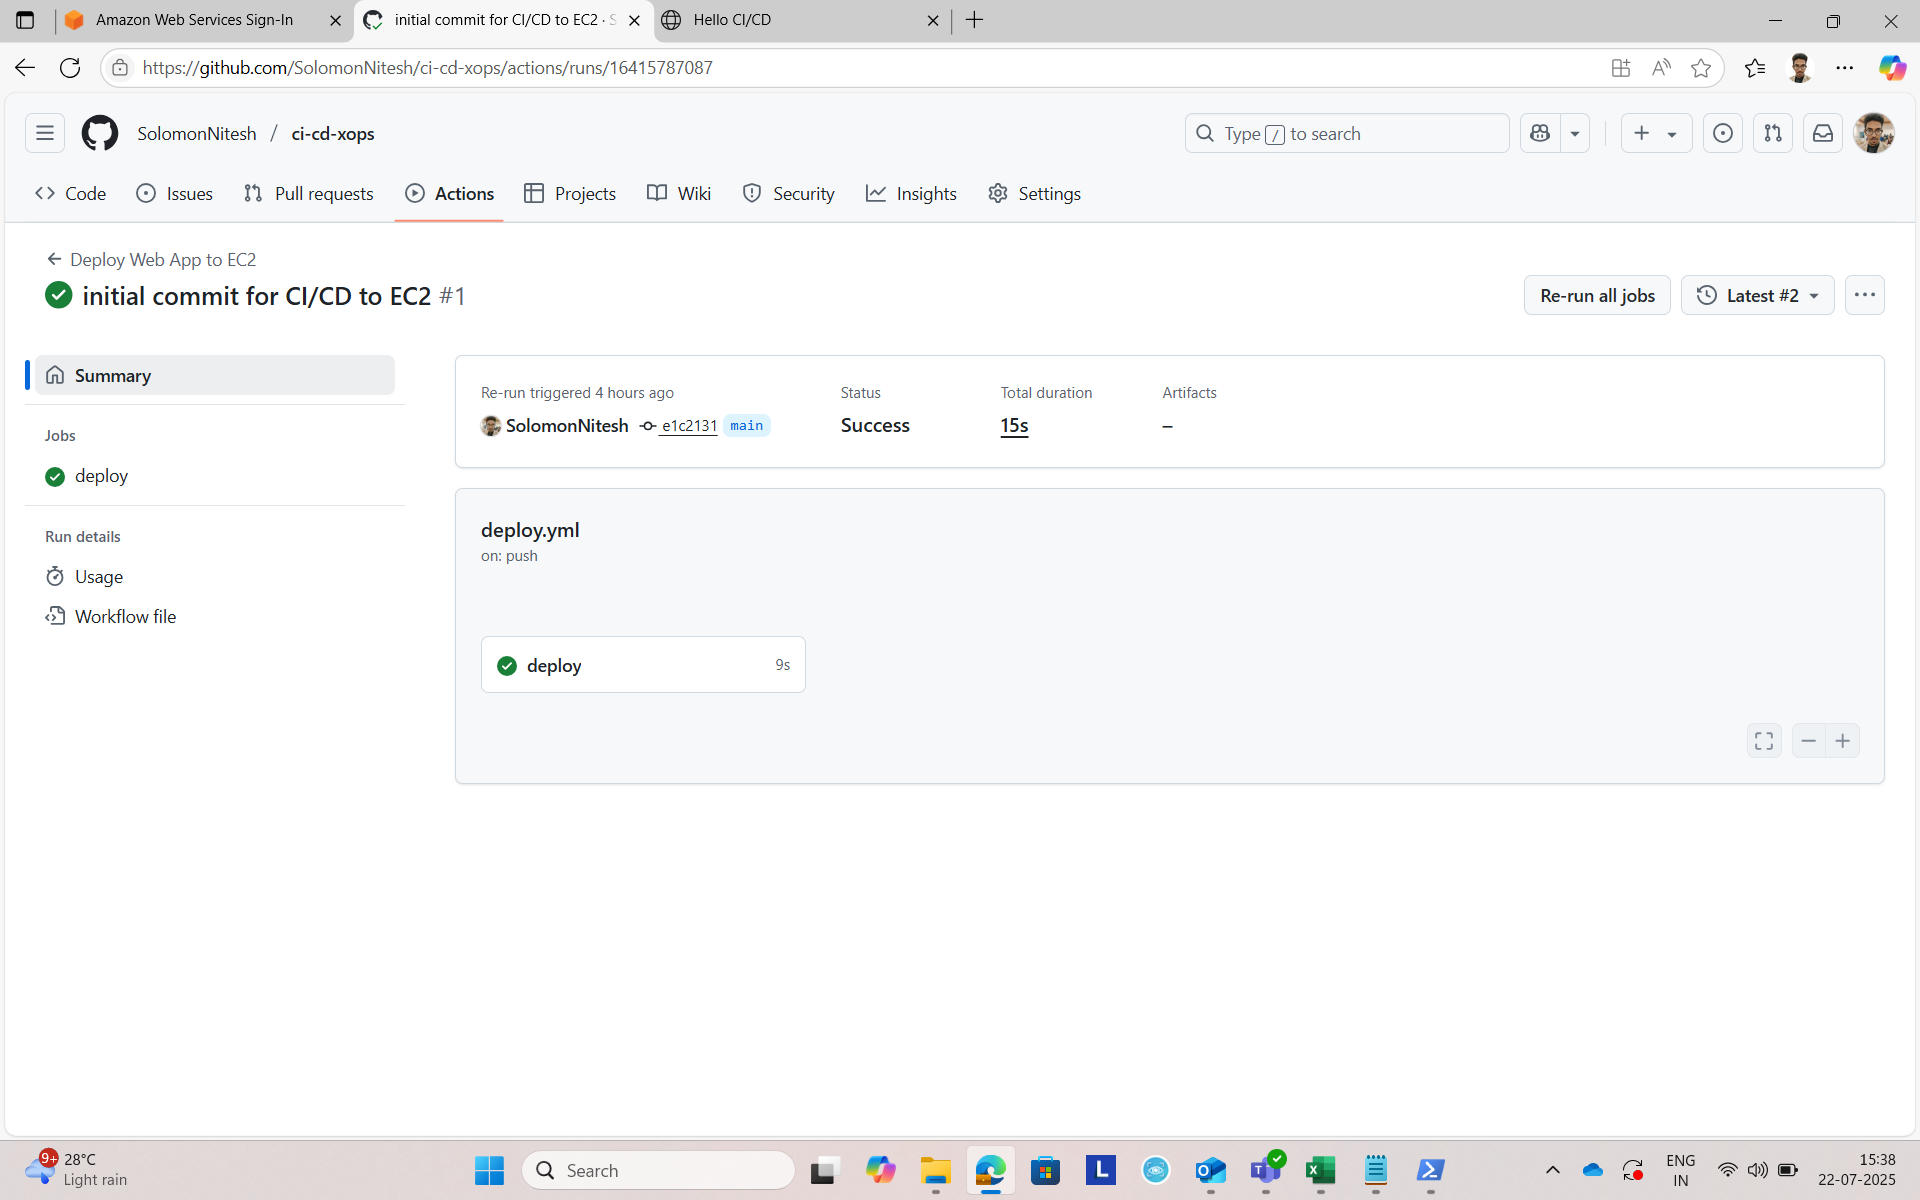 Amazon Web Services Sign-In
initial commit for CI/CD to EC2 · S
Hello CI/CD
https://github.com/SolomonNitesh/ci-cd-xops/actions/runs/16415787087
SolomonNitesh / ci-cd-xops
Type / to search
Code
Issues
Pull requests
Actions
Projects
Wiki
Security
Insights
Settings
Deploy Web App to EC2
initial commit for CI/CD to EC2 #1
Re-run all jobs
Latest #2
Summary
Jobs
deploy
Run details
Usage
Workflow file
Re-run triggered 4 hours ago
SolomonNitesh e1c2131 main
Status
Success
Total duration
15s
Artifacts
–
deploy.yml
on: push
deploy 9s
9+
28°C
Light rain
Search
L
ENG
IN
15:38
22-07-2025